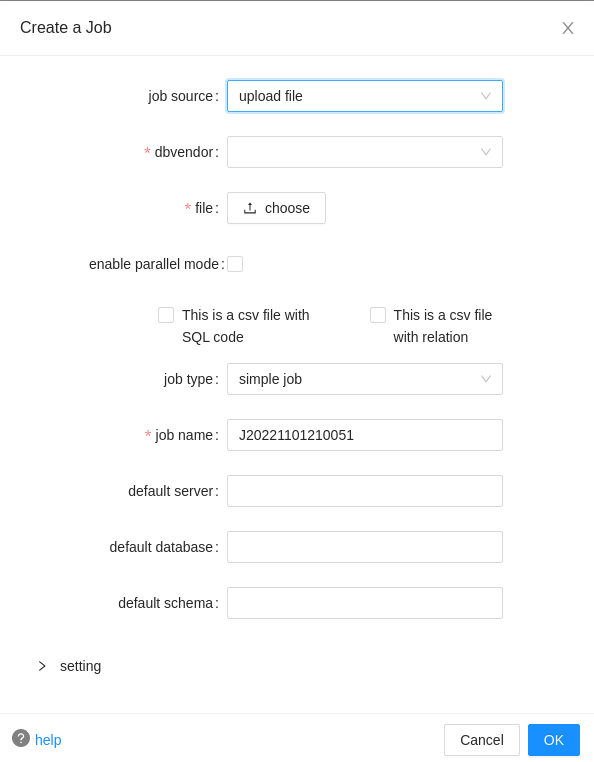 Create a Job
job source : upload file
* dbvendor :
* file : choose
enable parallel mode :
This is a csv file with SQL code
This is a csv file with relation
job type : simple job
* job name : J20221101210051
default server :
default database :
default schema :
setting
? help
Cancel
OK